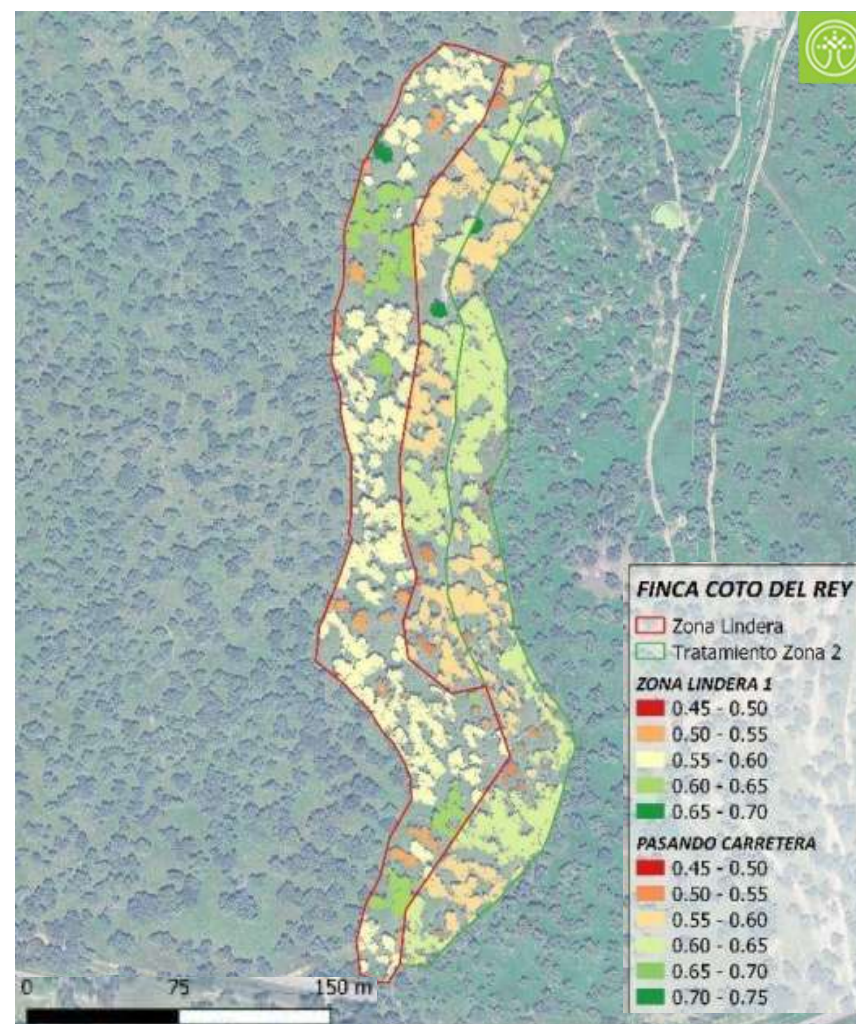 FINCA COTO DEL REY
Zona Lindera
Tratamiento Zona 2
ZONA LINDERA 1
0.45 - 0.50
0.50 - 0.55
0.55 - 0.60
0.60 - 0.65
0.65 - 0.70
PASANDO CARRETERA
0.45 - 0.50
0.50 - 0.55
0.55 - 0.60
0.60 - 0.65
0.65 - 0.70
0.70 - 0.75
0 75 150 m